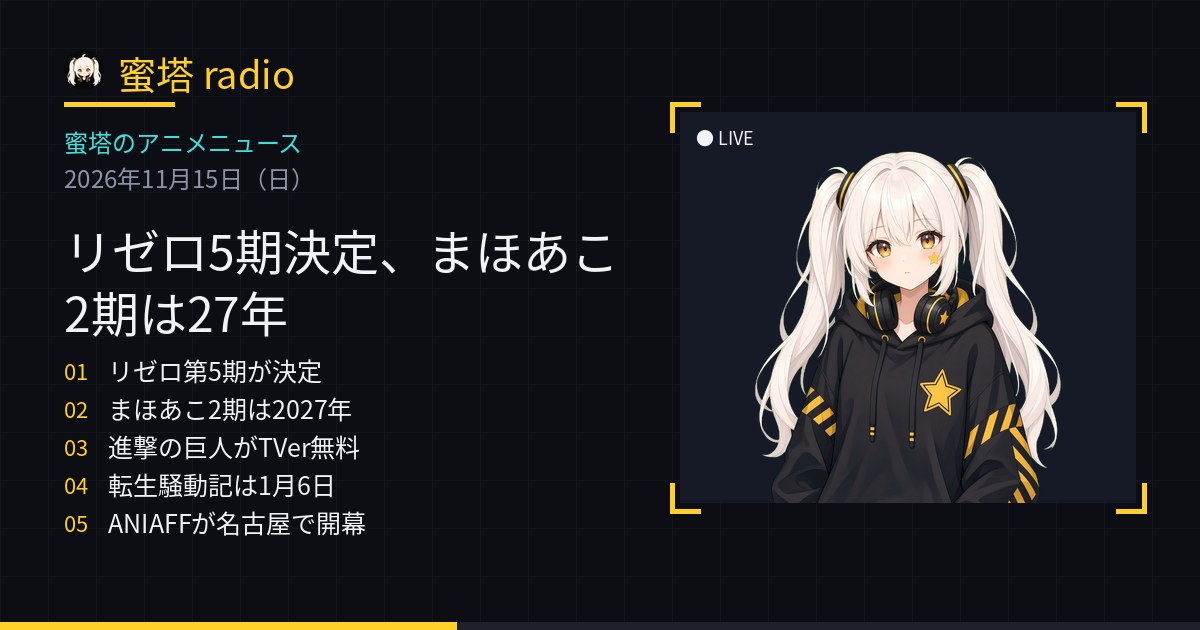 蜜塔 radio
蜜塔のアニメニュース
2026年11月15日（日）
リゼロ5期決定、まほあこ
2期は27年
01 リゼロ第5期が決定
02 まほあこ2期は2027年
03 進撃の巨人がTVer無料
04 転生騒動記は1月6日
05 ANIAFFが名古屋で開幕
LIVE